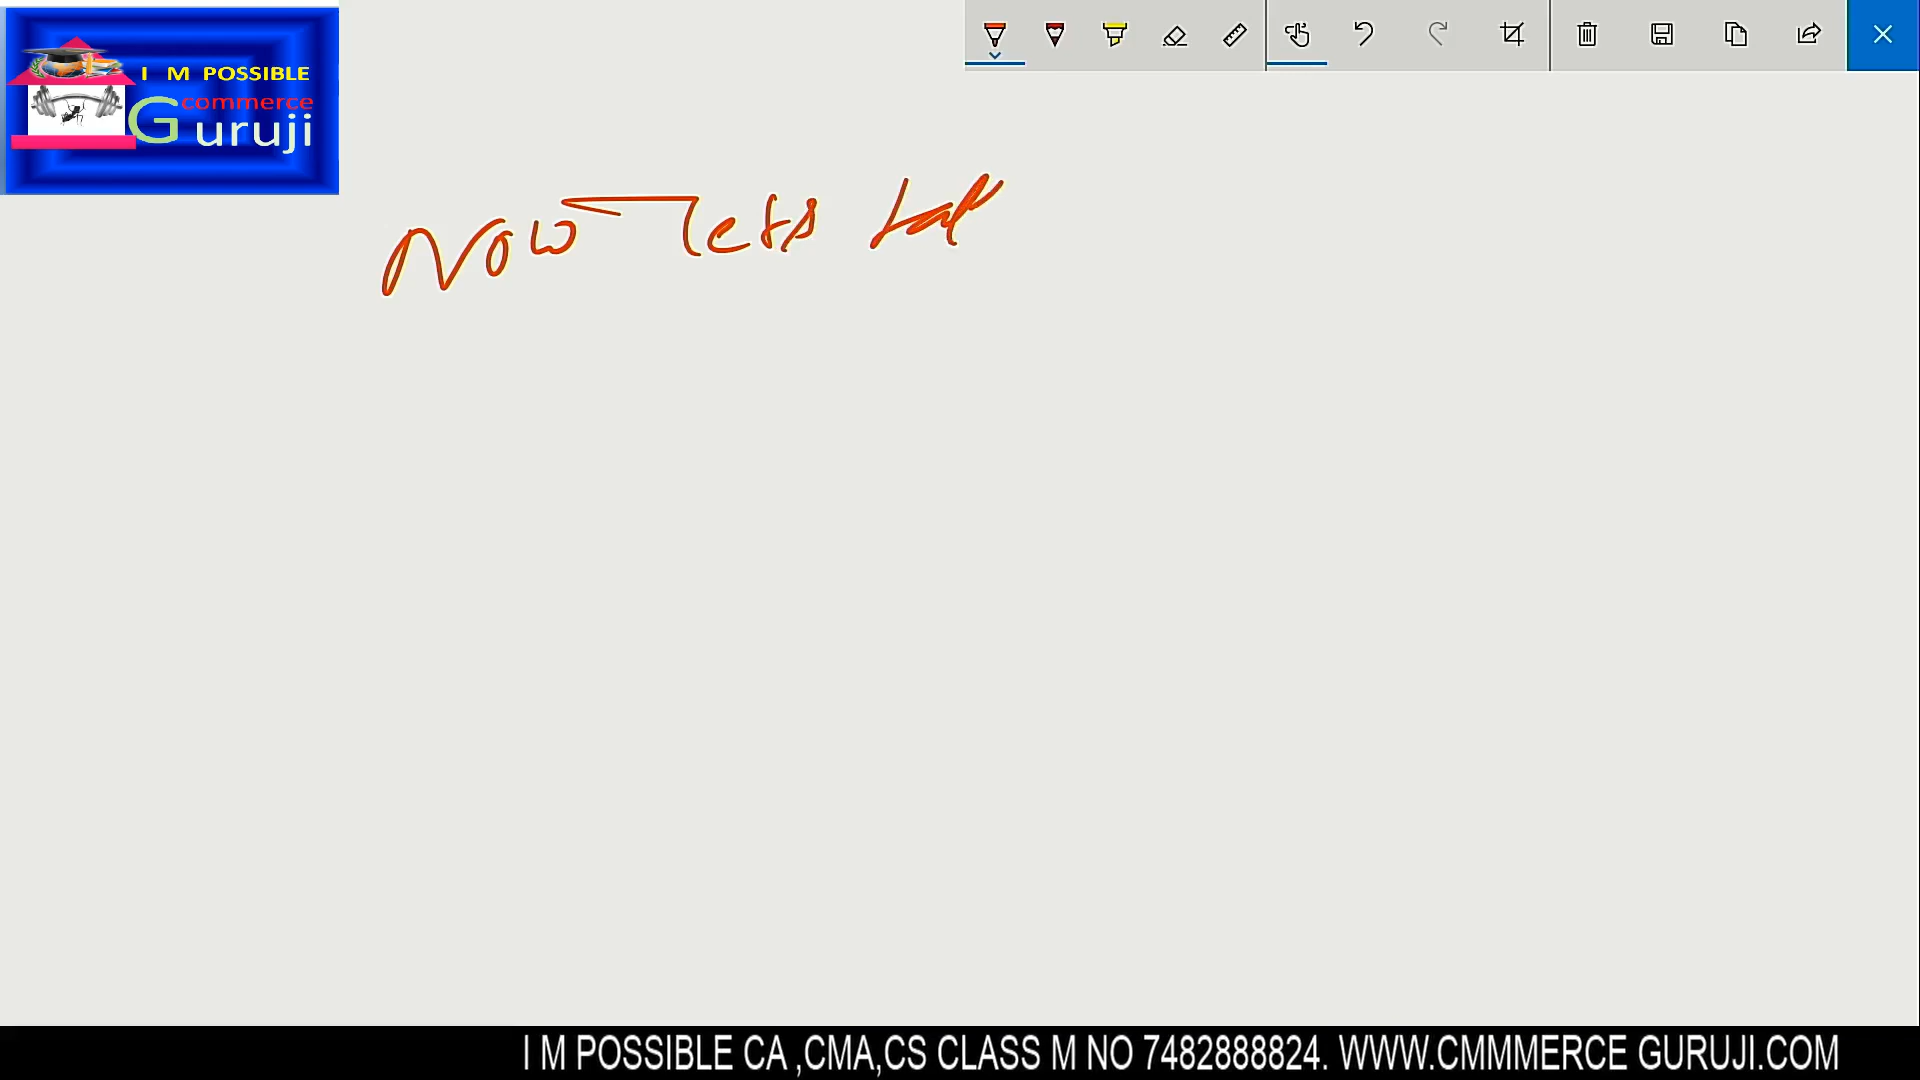 I M POSSIBLE
commerce
Guruji
Now lets
I M POSSIBLE CA ,CMA,CS CLASS M NO 7482888824. WWW.CMMMERCE GURUJI.COM